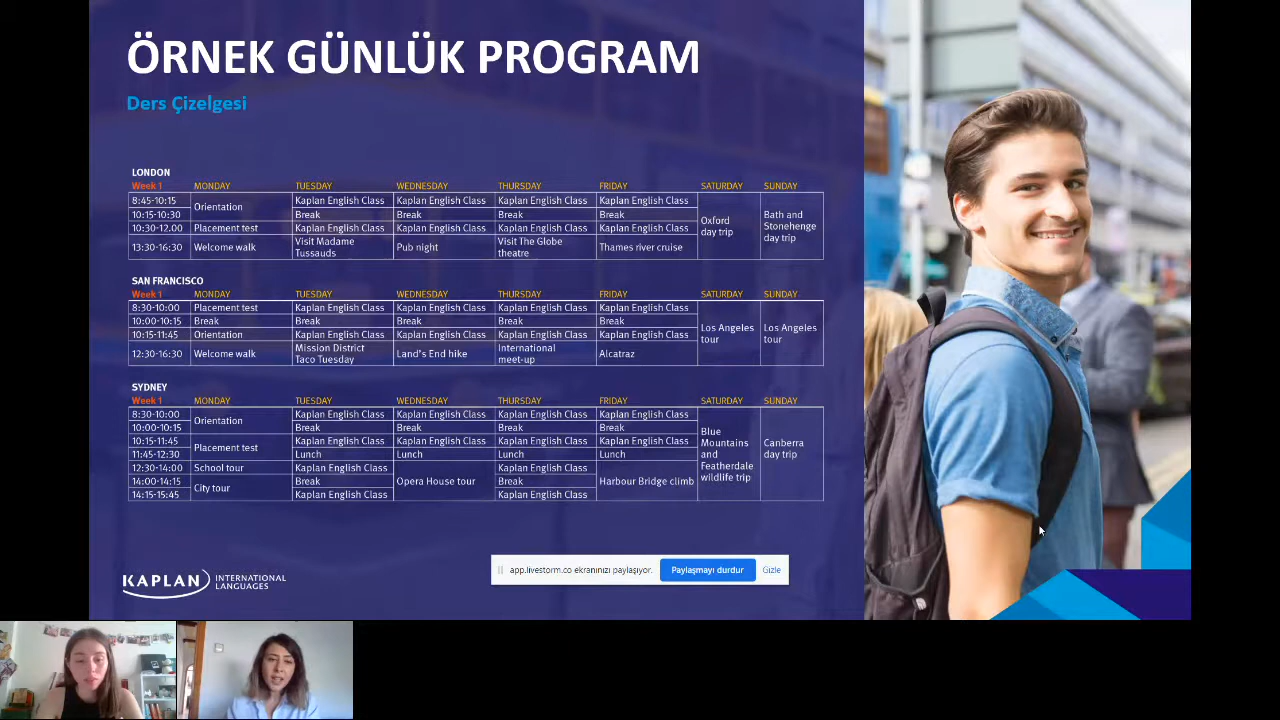 ÖRNEK GÜNLÜK PROGRAM
Ders Çizelgesi
LONDON
Week 1 MONDAY TUESDAY WEDNESDAY THURSDAY FRIDAY SATURDAY SUNDAY
8:45-10:15 Orientation Kaplan English Class Kaplan English Class Kaplan English Class Kaplan English Class Oxford day trip Bath and Stonehenge day trip
10:15-10:30 Break Break Break Break
10:30-12.00 Placement test Kaplan English Class Kaplan English Class Kaplan English Class Kaplan English Class
13:30-16:30 Welcome walk Visit Madame Tussauds Pub night Visit The Globe theatre Thames river cruise
SAN FRANCISCO
Week 1 MONDAY TUESDAY WEDNESDAY THURSDAY FRIDAY SATURDAY SUNDAY
8:30-10:00 Placement test Kaplan English Class Kaplan English Class Kaplan English Class Kaplan English Class Los Angeles tour Los Angeles tour
10:00-10:15 Break Break Break Break Break
10:15-11:45 Orientation Kaplan English Class Kaplan English Class Kaplan English Class Kaplan English Class
12:30-16:30 Welcome walk Mission District Taco Tuesday Land's End hike International meet-up Alcatraz
SYDNEY
Week 1 MONDAY TUESDAY WEDNESDAY THURSDAY FRIDAY SATURDAY SUNDAY
8:30-10:00 Orientation Kaplan English Class Kaplan English Class Kaplan English Class Kaplan English Class Blue Mountains and Featherdale wildlife trip Canberra day trip
10:00-10:15 Break Break Break Break
10:15-11:45 Placement test Kaplan English Class Kaplan English Class Kaplan English Class Kaplan English Class
11:45-12:30 Lunch Lunch Lunch Lunch
12:30-14:00 School tour Kaplan English Class Opera House tour Kaplan English Class Harbour Bridge climb
14:00-14:15 City tour Break Break
14:15-15:45 Kaplan English Class Kaplan English Class
app.livestorm.co ekranınızı paylaşıyor. Paylaşmayı durdur Gizle
KAPLAN INTERNATIONAL
LANGUAGES